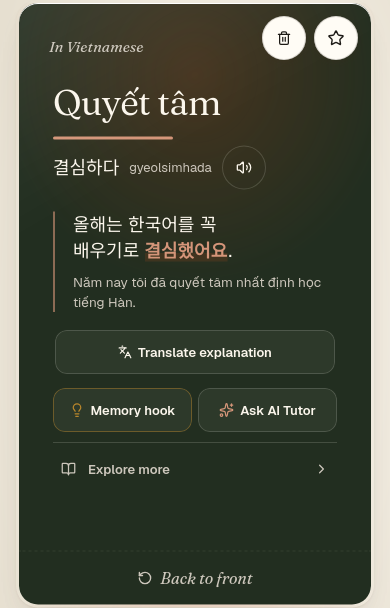 In Vietnamese
Quyết tâm
결심하다 gyeolsimhada
올해는 한국어를 꼭
배우기로 결심했어요.
Năm nay tôi đã quyết tâm nhất định học
tiếng Hàn.
Translate explanation
Memory hook
Ask AI Tutor
Explore more
Back to front